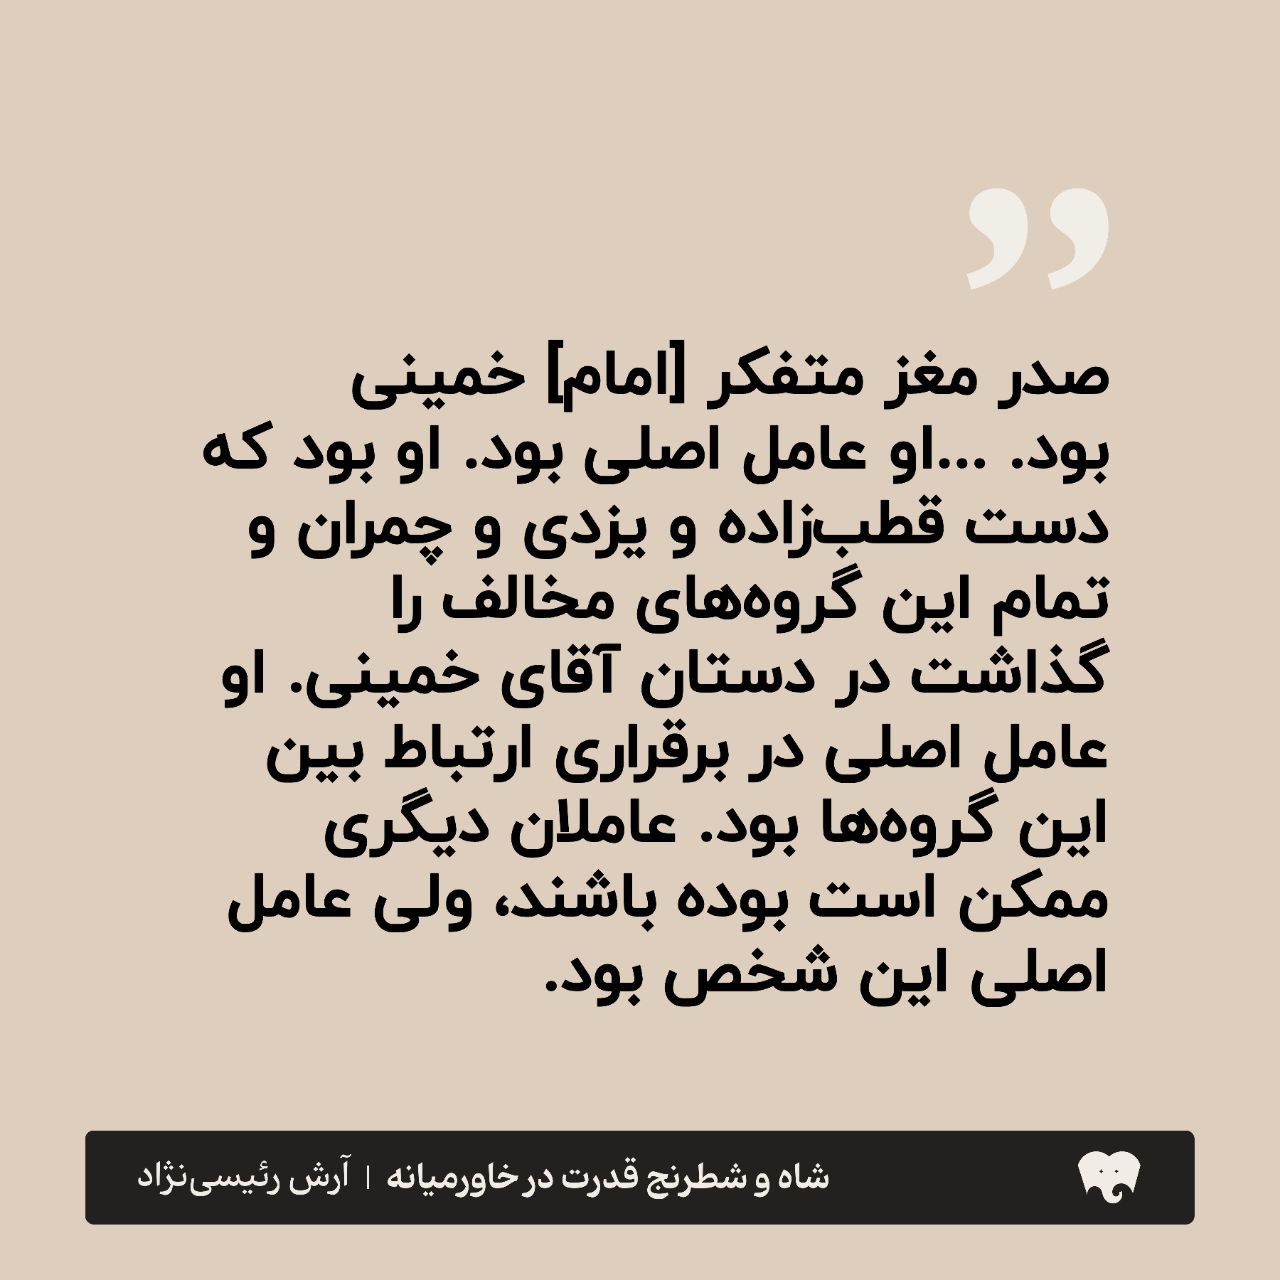 ”
صدر مغز متفکر [امام] خمینی
بود. ...او عامل اصلی بود. او بود که
دست قطب‌زاده و یزدی و چمران و
تمام این گروه‌های مخالف را
گذاشت در دستان آقای خمینی. او
عامل اصلی در برقراری ارتباط بین
این گروه‌ها بود. عاملان دیگری
ممکن است بوده باشند، ولی عامل
اصلی این شخص بود.
شاه و شطرنج قدرت در خاورمیانه | آرش رئیسی‌نژاد